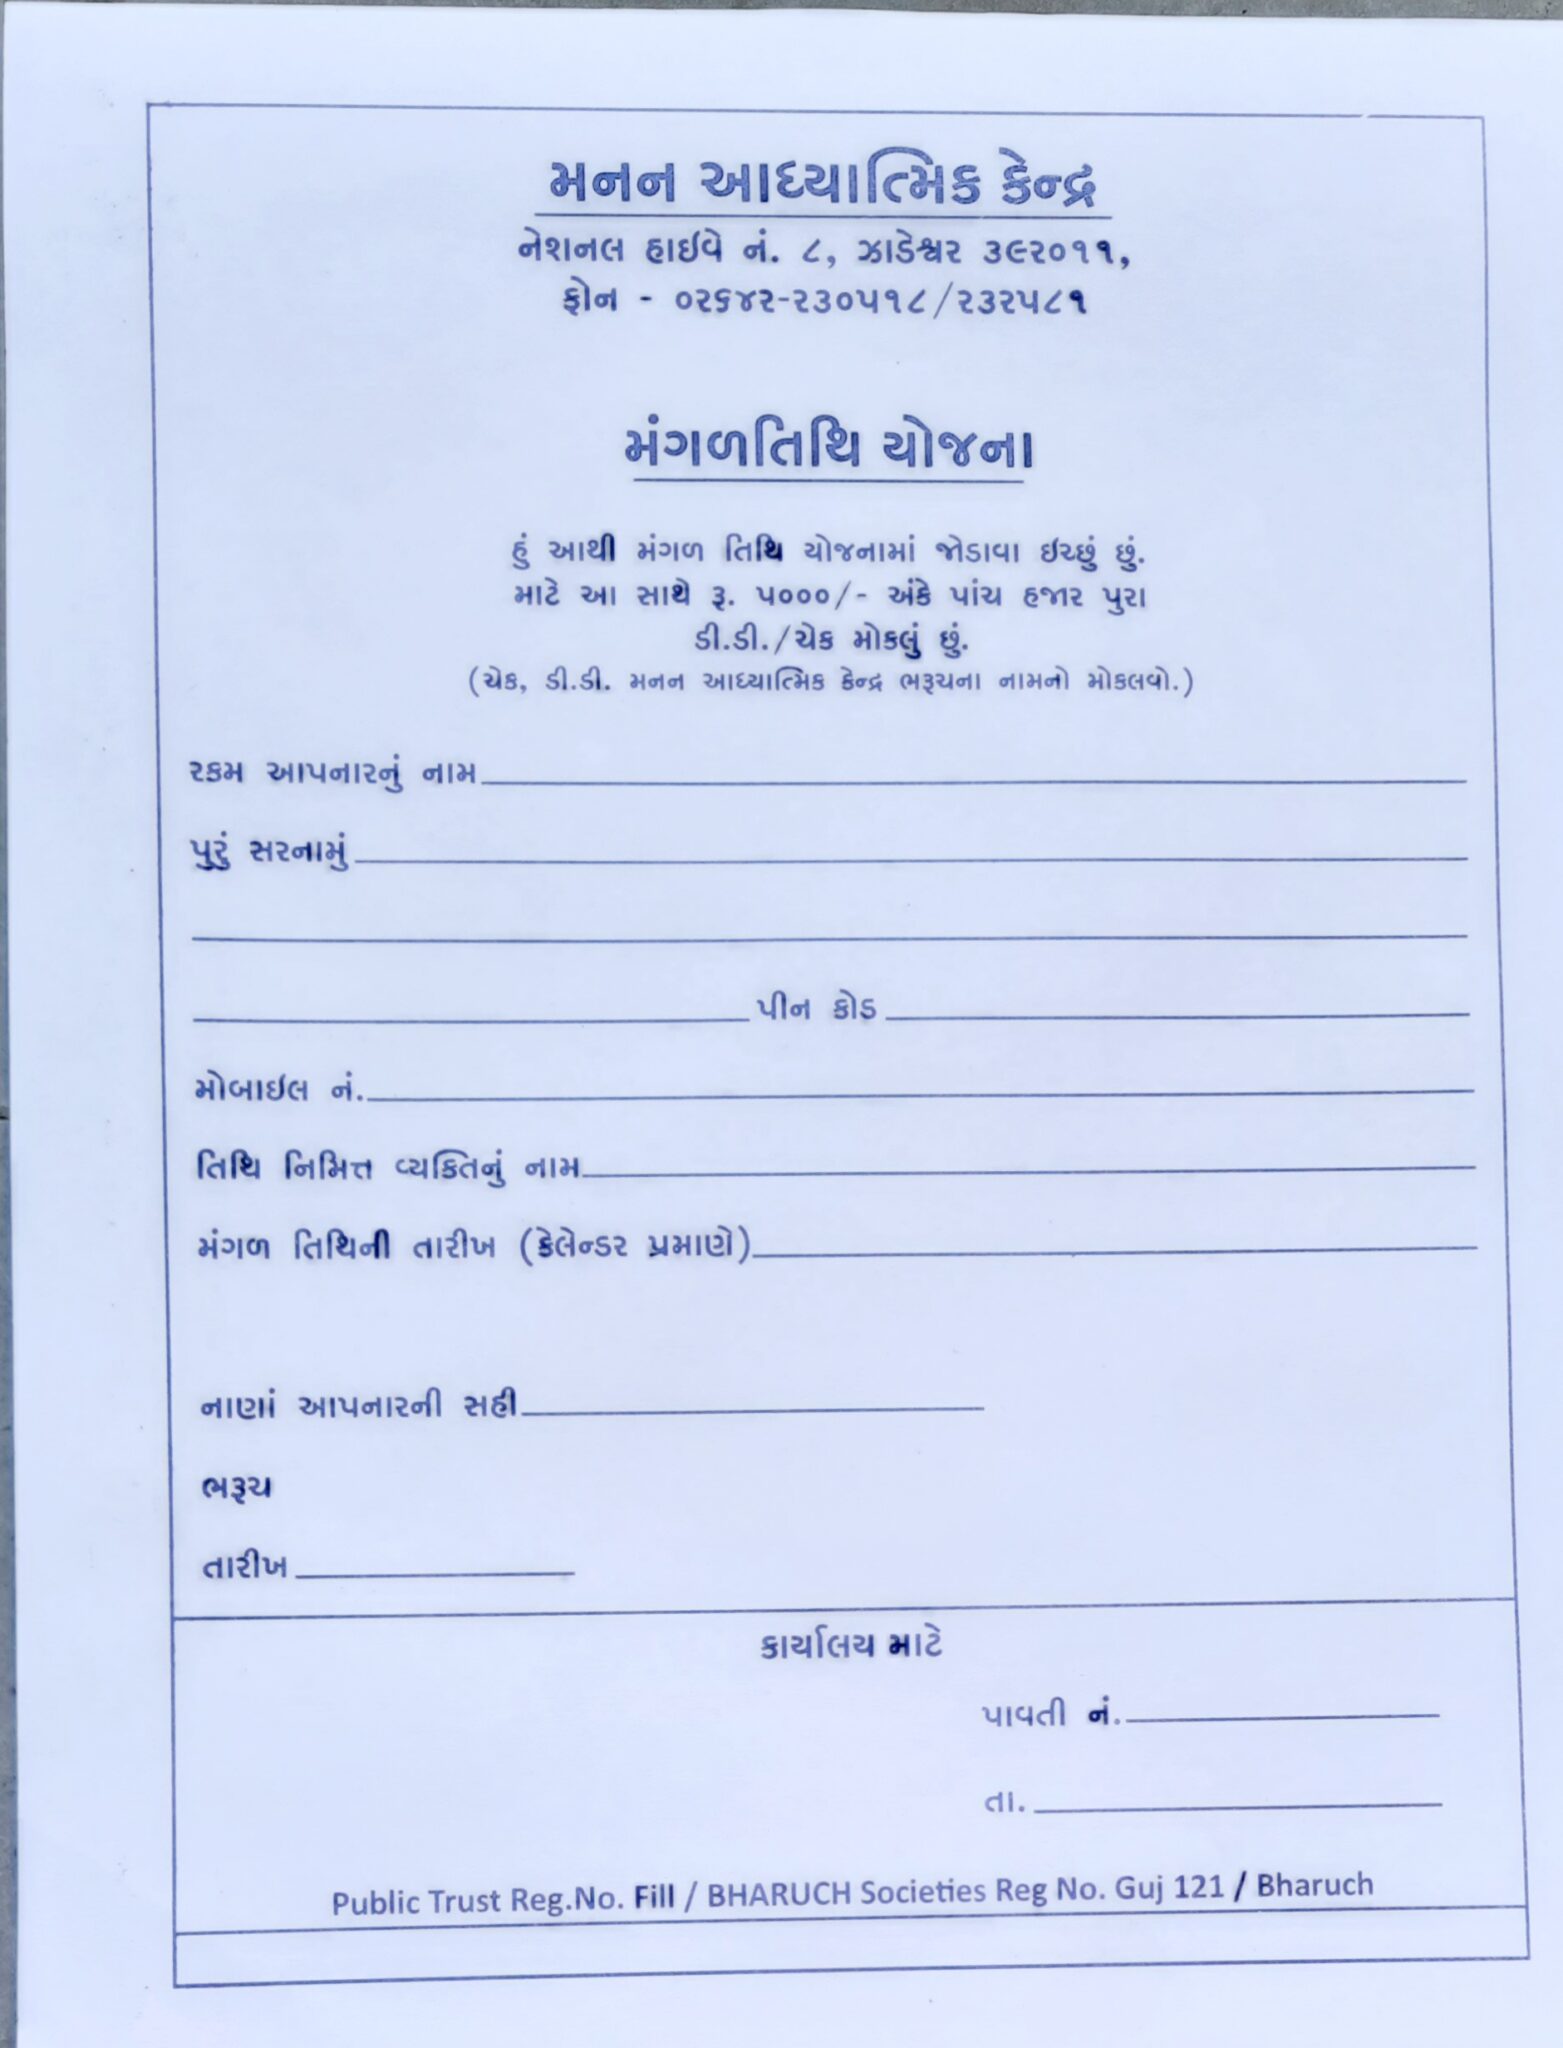 મનન આધ્યાત્મિક કેન્દ્ર
નેશનલ હાઈવે નં. ૮, ઝાડેશ્વર ૩૯૨૦૧૧,
ફોન - ૦૨૬૪૨-૨૩૦૫૧૮/૨૩૨૫૮૧
મંગળતિથિ યોજના
હું આથી મંગળ તિથિ યોજનામાં જોડાવા ઇચ્છું છું.
માટે આ સાથે રૂ. ૫૦૦૦/- અંકે પાંચ હજાર પુરા
ડી.ડી./ચેક મોકલું છું.
(ચેક, ડી.ડી. મનન આધ્યાત્મિક કેન્દ્ર ભરૂચના નામનો મોકલવો.)
રકમ આપનારનું નામ
પુરું સરનામું
પીન કોડ
મોબાઇલ નં.
તિથિ નિમિત્ત વ્યક્તિનું નામ
મંગળ તિથિની તારીખ (કેલેન્ડર પ્રમાણે)
નાણાં આપનારની સહી
ભરૂચ
તારીખ
કાર્યાલય માટે
પાવતી નં.
તા.
Public Trust Reg.No. Fill / BHARUCH Societies Reg No. Guj 121 / Bharuch